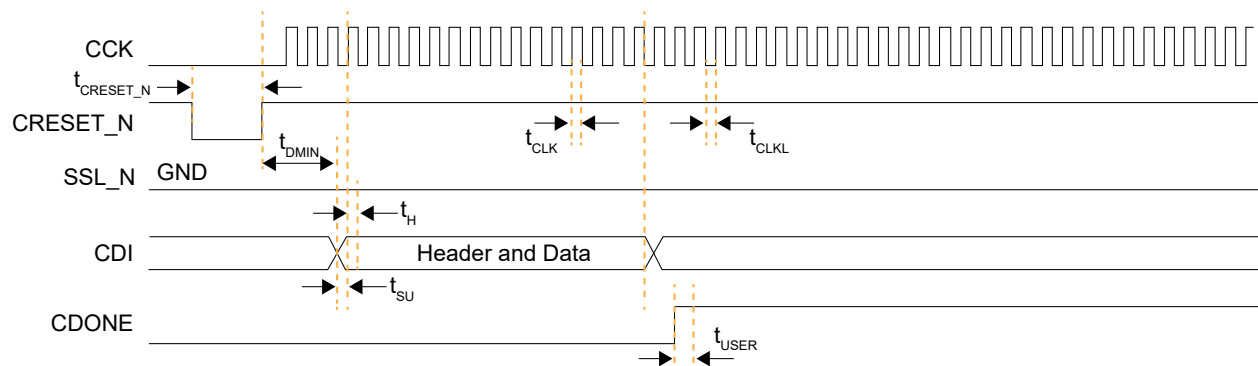 CCK
tCRESET_N
CRESET_N
tDMIN
tCLK
tCLKL
SSL_N GND
tH
CDI Header and Data
tSU
CDONE
tUSER